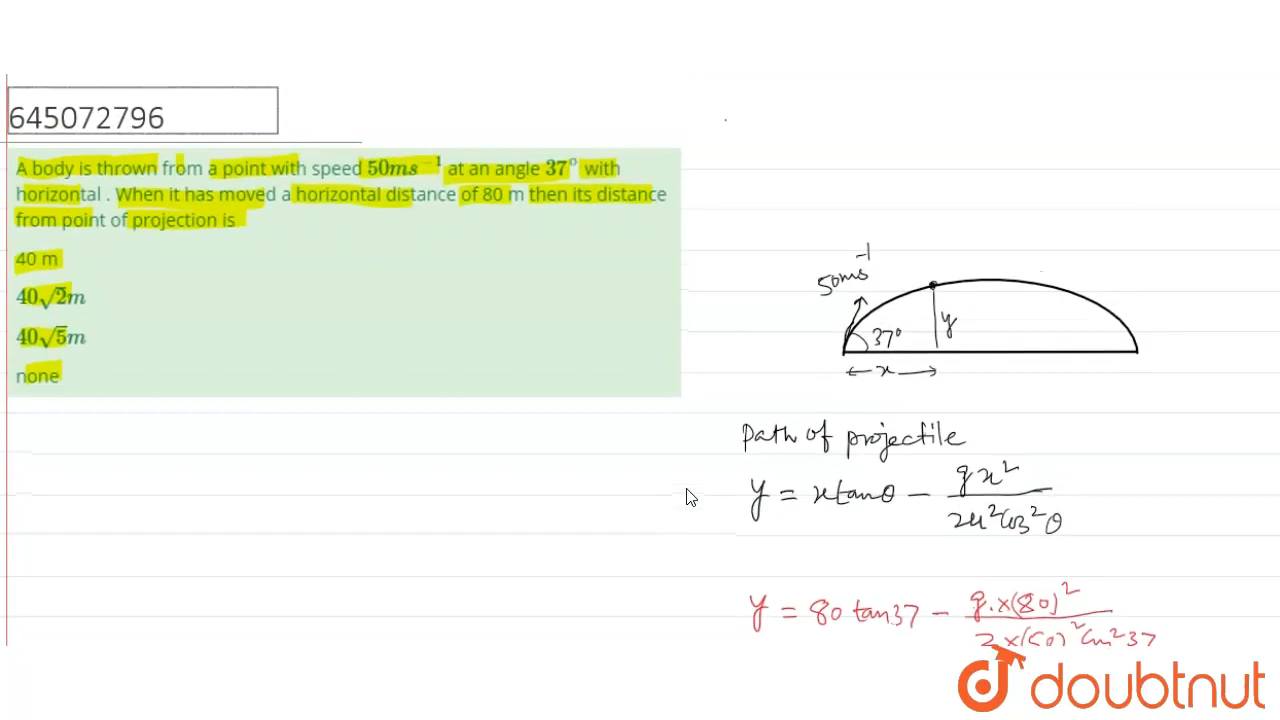 645072796
A body is thrown from a point with speed 50ms⁻¹ at an angle 37° with
horizontal . When it has moved a horizontal distance of 80 m then its distance
from point of projection is
40 m
40√2m
40√5m
none
50ms⁻¹
37°
y
x
Path of projectile
y = x tanθ - gx² / 2u²cos²θ
y = 80 tan37 - g.x(80)² / 2x(50)²cos²37
doubtnut